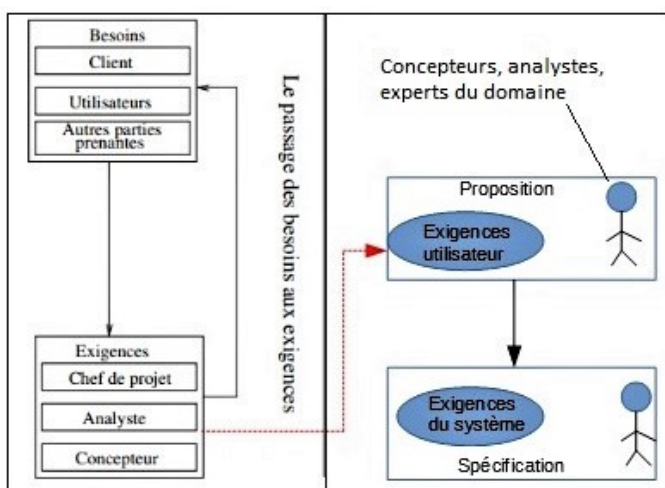 Besoins
Client
Utilisateurs
Autres parties
prenantes
Exigences
Chef de projet
Analyste
Concepteur
Le passage des besoins aux exigences
Concepteurs, analystes,
experts du domaine
Proposition
Exigences
utilisateur
Exigences
du système
Spécification